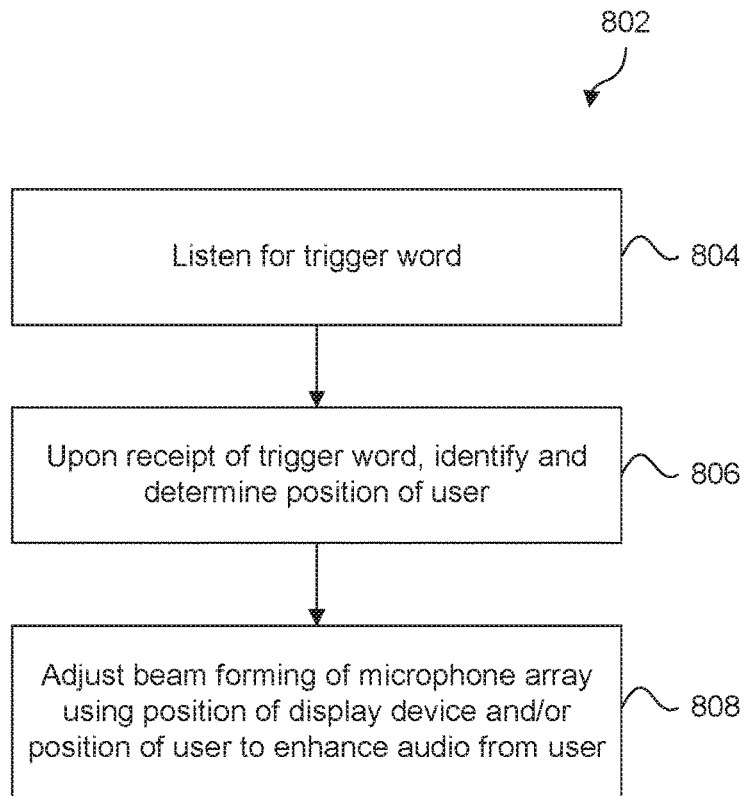 802
Listen for trigger word
804
Upon receipt of trigger word, identify and
determine position of user
806
Adjust beam forming of microphone array
using position of display device and/or
position of user to enhance audio from user
808